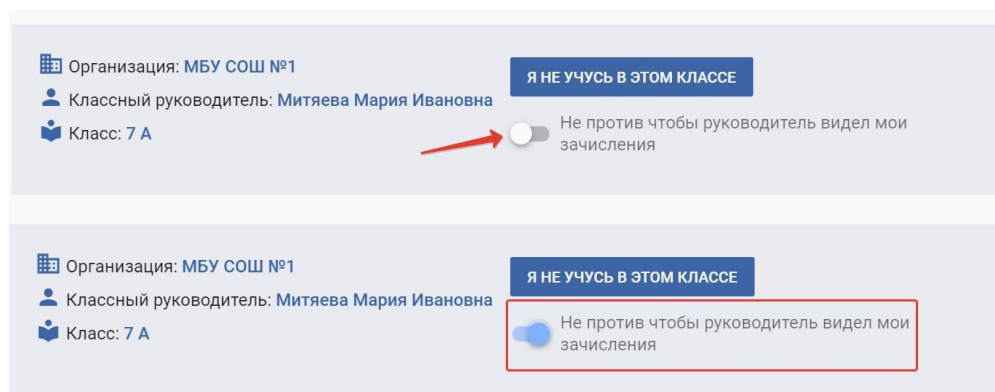 Организация: МБУ СОШ №1
Классный руководитель: Митяева Мария Ивановна
Класс: 7 А
Я НЕ УЧУСЬ В ЭТОМ КЛАССЕ
Не против чтобы руководитель видел мои
зачисления
Организация: МБУ СОШ №1
Классный руководитель: Митяева Мария Ивановна
Класс: 7 А
Я НЕ УЧУСЬ В ЭТОМ КЛАССЕ
Не против чтобы руководитель видел мои
зачисления